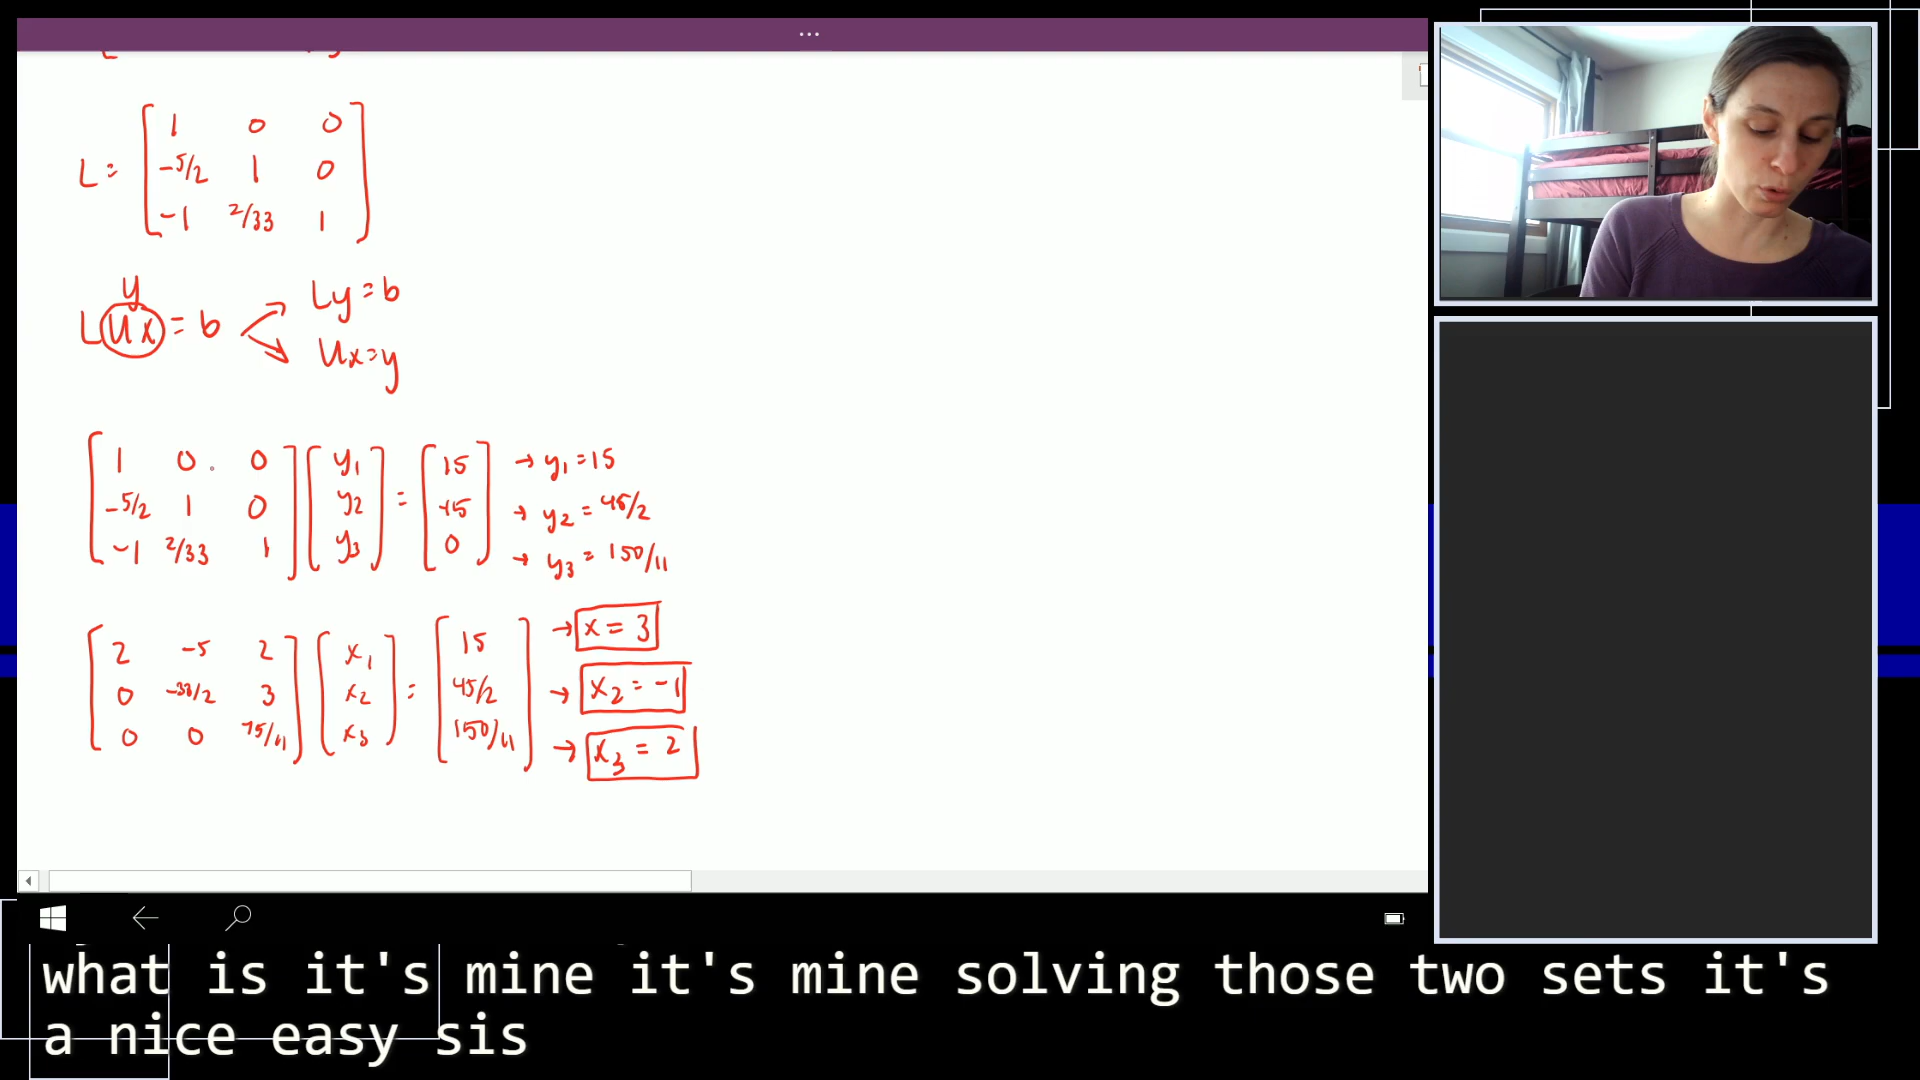 ...
L = [ 1 0 0
-5/2 1 0
-1 2/33 1 ]
y
LUx = b
Ly = b
Ux = y
[ 1 0 0 ] [ y1 ] = [ 15 ] → y1 = 15
[ -5/2 1 0 ] [ y2 ] [ -15 ] → y2 = 45/2
[ -1 2/33 1 ] [ y3 ] [ 0 ] → y3 = 150/11
[ 2 -5 2 ] [ x1 ] = [ 15 ] → x = 3
[ 0 -33/2 3 ] [ x2 ] [ 45/2 ] → x2 = -1
[ 0 0 75/11 ] [ x3 ] [ 150/11 ] → x3 = 2
what is it's mine it's mine solving those two sets it's
a nice easy sis